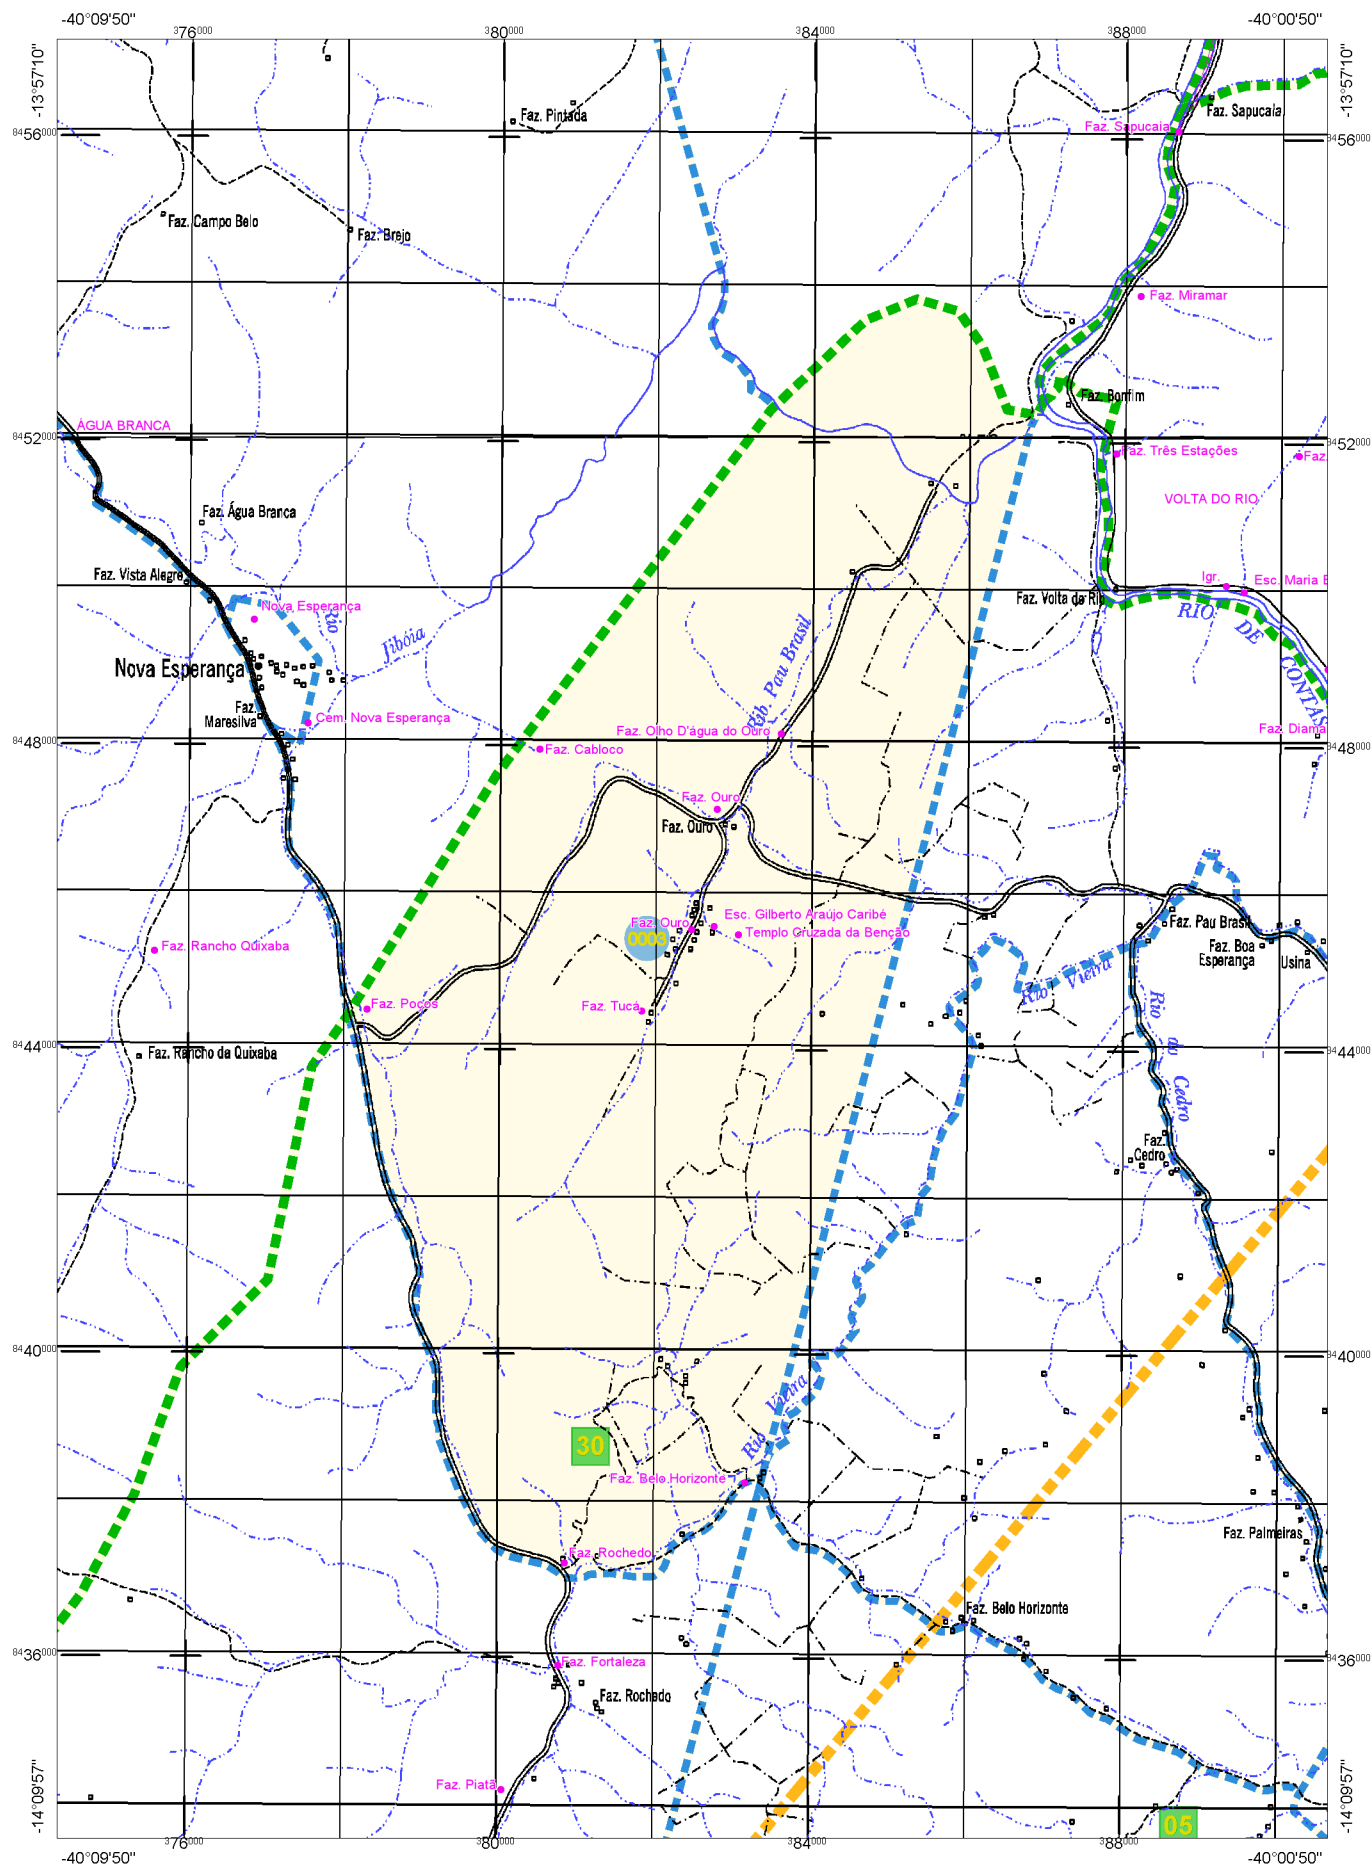 -40°09'50"
-40°00'50"
376000
380000
384000
388000
-13°57'10"
-13°57'10"
Faz. Pintada
Faz. Sapucaia
Faz. Sapucaia
8456000
8456000
Faz. Campo Belo
Faz. Brejo
Faz. Miramar
Faz. Bonfim
ÁGUA BRANCA
8452000
8452000
Faz. Três Estações
Faz.
VOLTA DO RIO
Faz. Água Branca
Faz. Vista Alegre
Igr.
Esc. Maria E
Faz. Volta do Rio
Nova Esperança
RIO DE CONTAS
Rio Jibóia
Rib. Pau Brasil
Nova Esperança
Faz. Maresilva
Cem. Nova Esperança
Faz. Olho D'água do Ouro
Faz. Diama
8448000
8448000
Faz. Cabloco
Faz. Ouro
Faz. Ouro
Esc. Gilberto Araújo Caribé
Faz. Ouro
Templo Cruzada da Benção
0003
Faz. Pau Brasil
Faz. Boa
Esperança
Usina
Faz. Rancho Quixaba
Rio Vieira
Faz. Poços
Faz. Tucá
Rio do Cedro
8444000
8444000
Faz. Rancho da Quixaba
Faz.
Cedro
8440000
8440000
Rio Vieira
30
Faz. Belo Horizonte
Faz. Palmeiras
Faz. Rochedo
Faz. Belo Horizonte
8436000
8436000
Faz. Fortaleza
Faz. Rochedo
Faz. Piatã
-14°09'57"
-14°09'57"
05
376000
380000
384000
388000
-40°09'50"
-40°00'50"